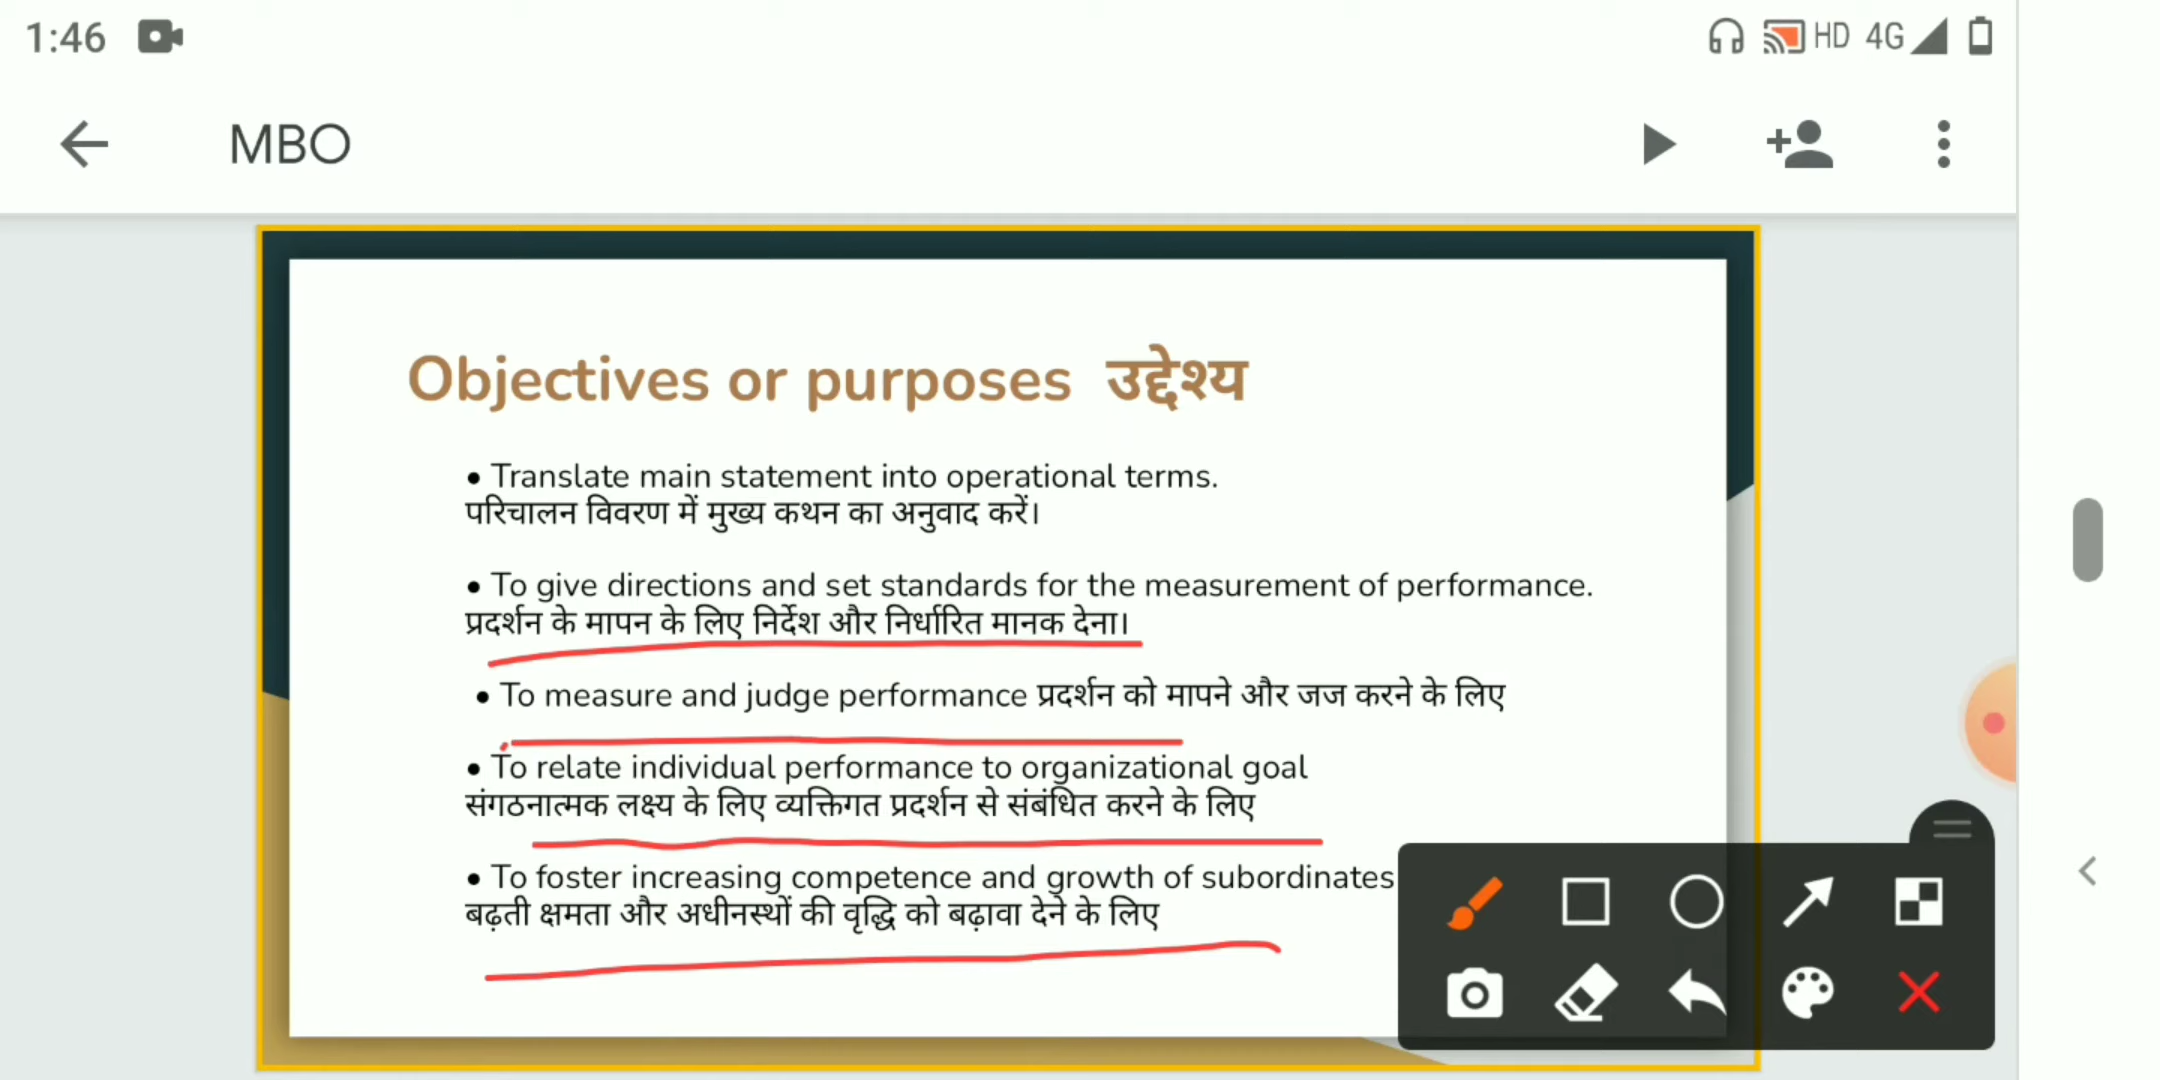 1:46
HD 4G
MBO
Objectives or purposes उद्देश्य
• Translate main statement into operational terms.
परिचालन विवरण में मुख्य कथन का अनुवाद करें।
• To give directions and set standards for the measurement of performance.
प्रदर्शन के मापन के लिए निर्देश और निर्धारित मानक देना।
• To measure and judge performance प्रदर्शन को मापने और जज करने के लिए
• To relate individual performance to organizational goal
संगठनात्मक लक्ष्य के लिए व्यक्तिगत प्रदर्शन से संबंधित करने के लिए
• To foster increasing competence and growth of subordinates
बढ़ती क्षमता और अधीनस्थों की वृद्धि को बढ़ावा देने के लिए